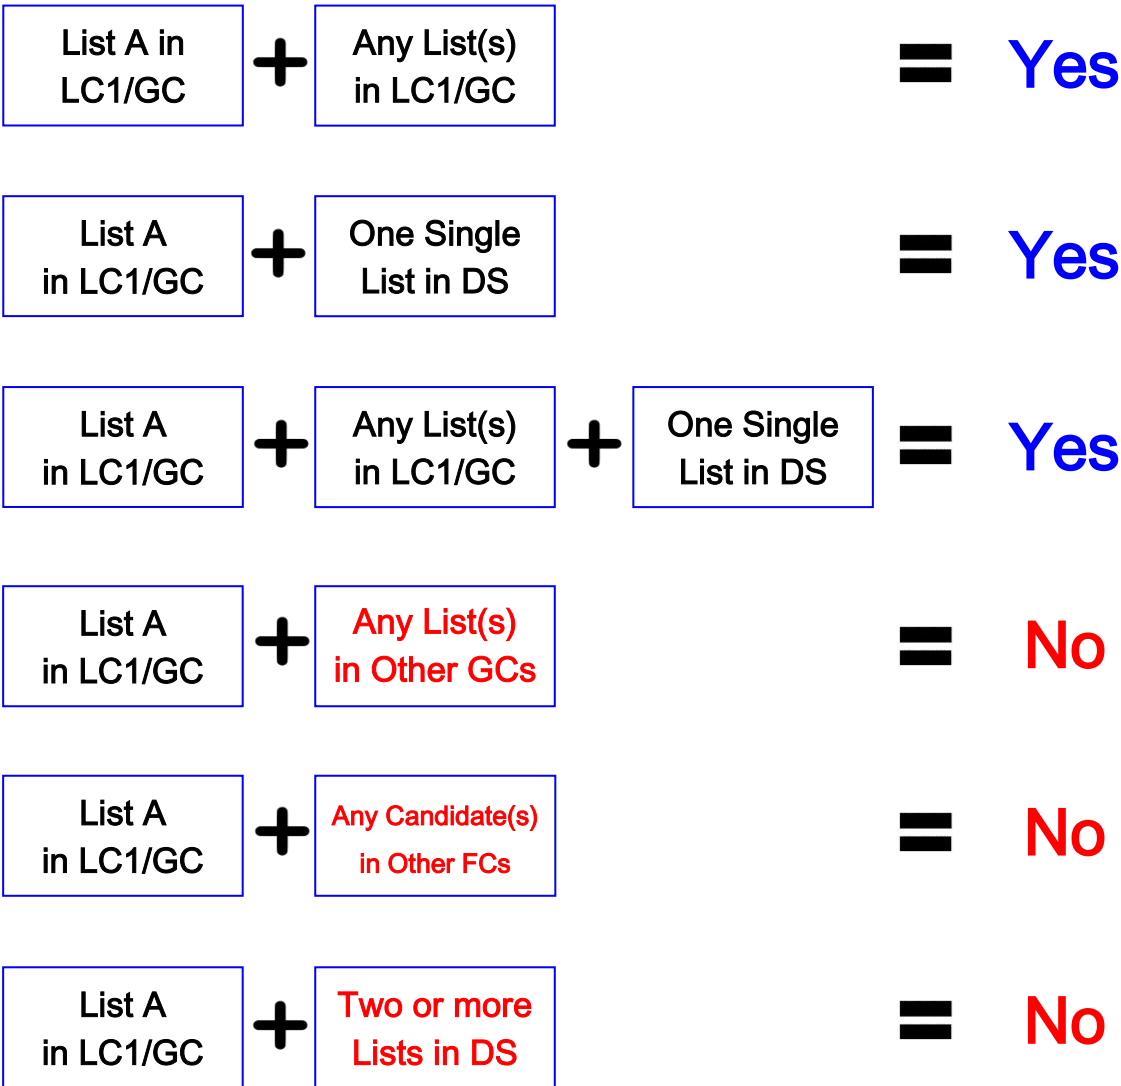 List A in
LC1/GC
+
Any List(s)
in LC1/GC
=
Yes
List A
in LC1/GC
+
One Single
List in DS
=
Yes
List A
in LC1/GC
+
Any List(s)
in LC1/GC
+
One Single
List in DS
=
Yes
List A
in LC1/GC
+
Any List(s)
in Other GCs
=
No
List A
in LC1/GC
+
Any Candidate(s)
in Other FCs
=
No
List A
in LC1/GC
+
Two or more
Lists in DS
=
No